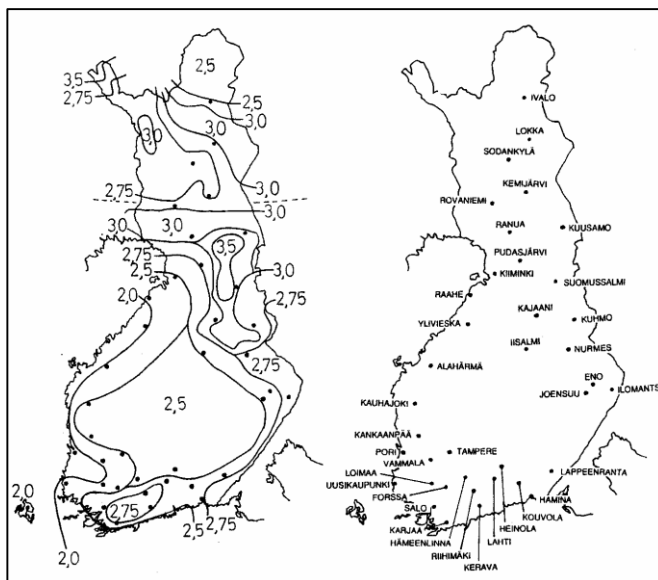 3,5
2,75
2,5
2,5
3,0
3,0
3,0
2,75
3,0
3,0
3,0
3,0
3,5
2,75
2,5
3,0
2,0
2,75
2,75
2,5
2,0
2,75
2,75
2,5
2,0
IVALO
LOKKA
SODANKYLÄ
KEMIJÄRVI
ROVANIEMI
RANUA
KUUSAMO
PUDASJÄRVI
KIIMINKI
SUOMUSSALMI
RAAHE
KAJAANI
YLIVIESKA
KUHMO
IISALMI
NURMES
ALAHÄRMÄ
ENO
ILOMANTS
JOENSUU
KAUHAJOKI
KANKAANPÄÄ
PORI
TAMPERE
VAMMALA
LOIMAA
LAPPEENRANTA
UUSIKAUPUNKI
FORSSA
HAMINA
SALO
KOUVOLA
KARJAA
HEINOLA
HÄMEENLINNA
LAHTI
RIIHIMÄKI
KERAVA